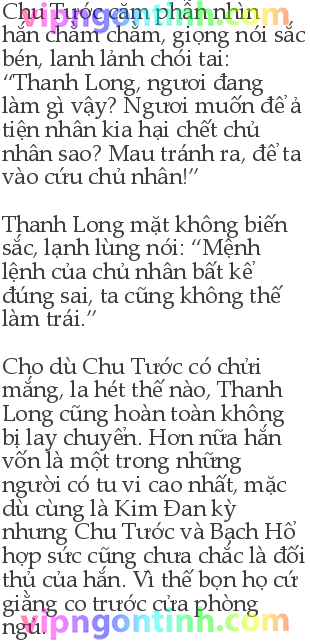 Chu Tước căm phẫn nhìn
hắn chằm chằm, giọng nói sắc
bén, lanh lảnh chói tai:
“Thanh Long, ngươi đang
làm gì vậy? Ngươi muốn để ả
tiện nhân kia hại chết chủ
nhân sao? Mau tránh ra, để ta
vào cứu chủ nhân!”
Thanh Long mặt không biến
sắc, lạnh lùng nói: “Mệnh
lệnh của chủ nhân bất kể
đúng sai, ta cũng không thể
làm trái.”
Cho dù Chu Tước có chửi
mắng, la hét thế nào, Thanh
Long cũng hoàn toàn không
bị lay chuyển. Hơn nữa hắn
vốn là một trong những
người có tu vi cao nhất, mặc
dù cùng là Kim Đan kỳ
nhưng Chu Tước và Bạch Hổ
hợp sức cũng chưa chắc là đối
thủ của hắn. Vì thế bọn họ cứ
giằng co trước cửa phòng
ngủ.
vipngontinh.com
vipngontinh.com